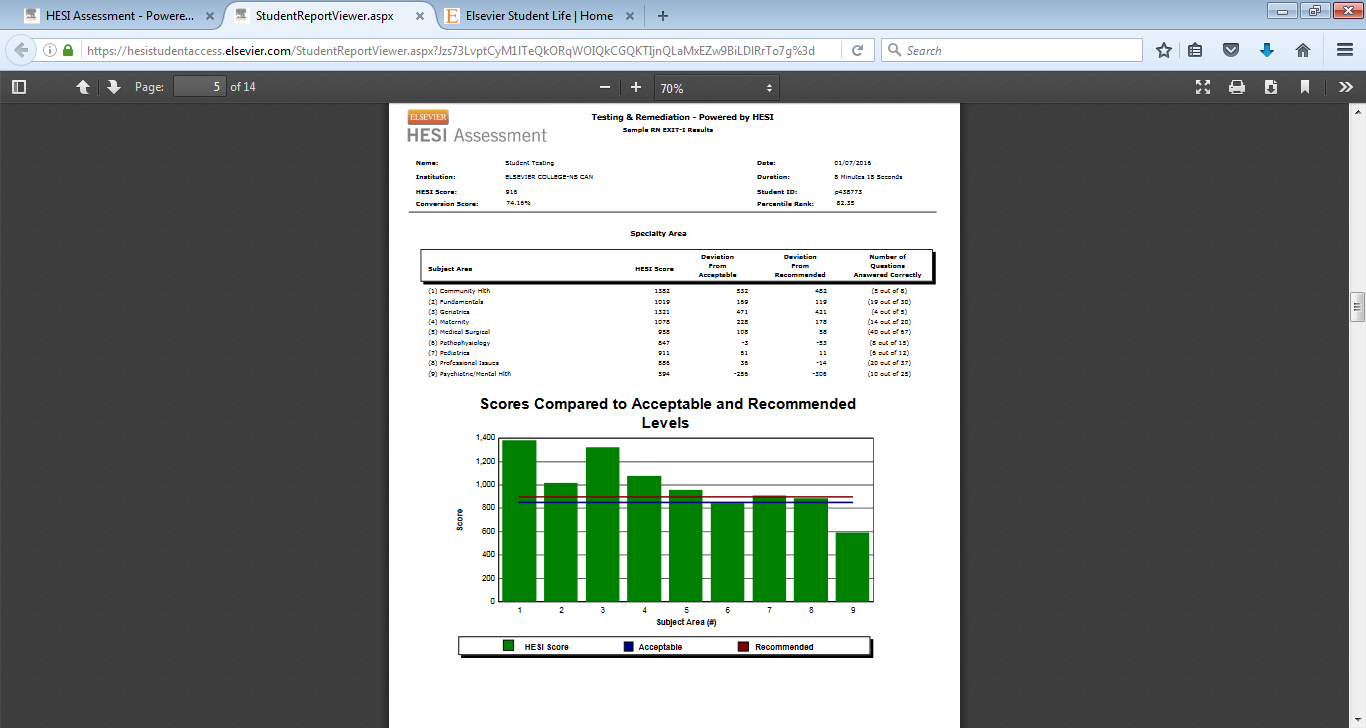 HESI Assessment - Powere...
StudentReportViewer.aspx
Elsevier Student Life | Home
https://hesistudentaccess.elsevier.com/StudentReportViewer.aspx?Jzs73LvptCyM1ITeQkORqWOIQkCGQKTIjnQLaMxEZw9BiLDlRrTo7g%3d
Search
Page: 5 of 14
70%
ELSEVIER
HESI Assessment
Testing & Remediation - Powered by HESI
Sample RN EXIT-I Results
Name: Student Testing Date: 01/07/2016
Institution: ELSEVIER COLLEGE-NS CAN Duration: 8 Minutes 18 Seconds
HESI Score: 916 Student ID: p438773
Conversion Score: 74.16% Percentile Rank: 52.35
Specialty Area
Subject Area HESI Score Deviation From Acceptable Deviation From Recommended Number of Questions Answered Correctly
(1) Community Hlth 1382 532 482 (5 out of 8)
(2) Fundamentals 1019 169 119 (19 out of 30)
(3) Geriatrics 1321 471 421 (4 out of 5)
(4) Maternity 1078 228 178 (14 out of 20)
(5) Medical Surgical 958 108 58 (40 out of 67)
(6) Pathophysiology 847 -3 -53 (8 out of 15)
(7) Pediatrics 911 61 11 (6 out of 12)
(8) Professional Issues 886 36 -14 (20 out of 37)
(9) Psychiatric/Mental Hlth 594 -256 -306 (10 out of 25)
Scores Compared to Acceptable and Recommended
Levels
1,400
1,200
1,000
800
600
400
200
0
Score
1 2 3 4 5 6 7 8 9
Subject Area (#)
HESI Score Acceptable Recommended